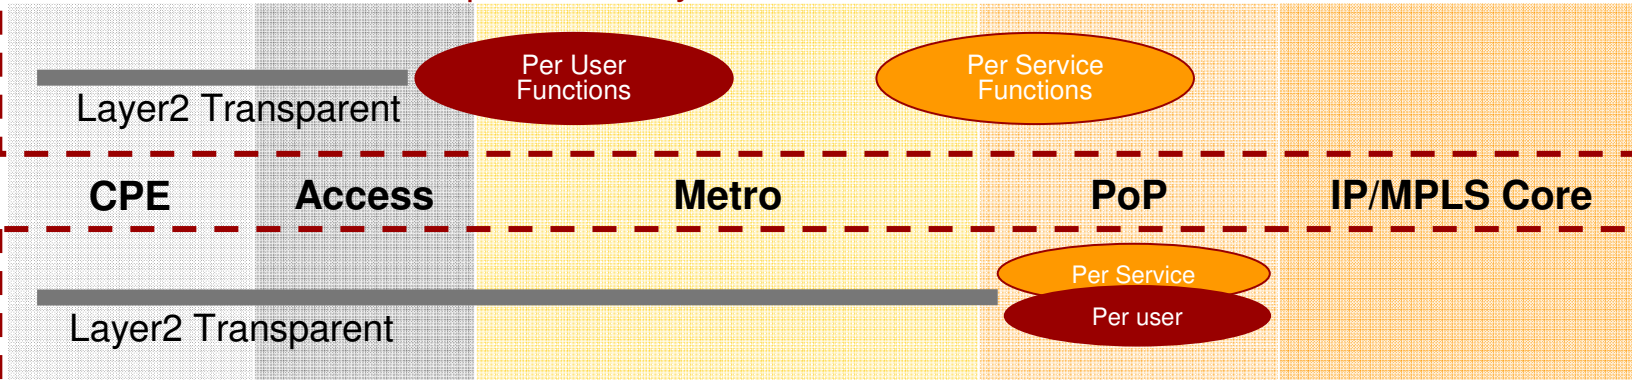 Per User
Functions
Per Service
Functions
Layer2 Transparent
CPE
Access
Metro
PoP
IP/MPLS Core
Per Service
Per user
Layer2 Transparent